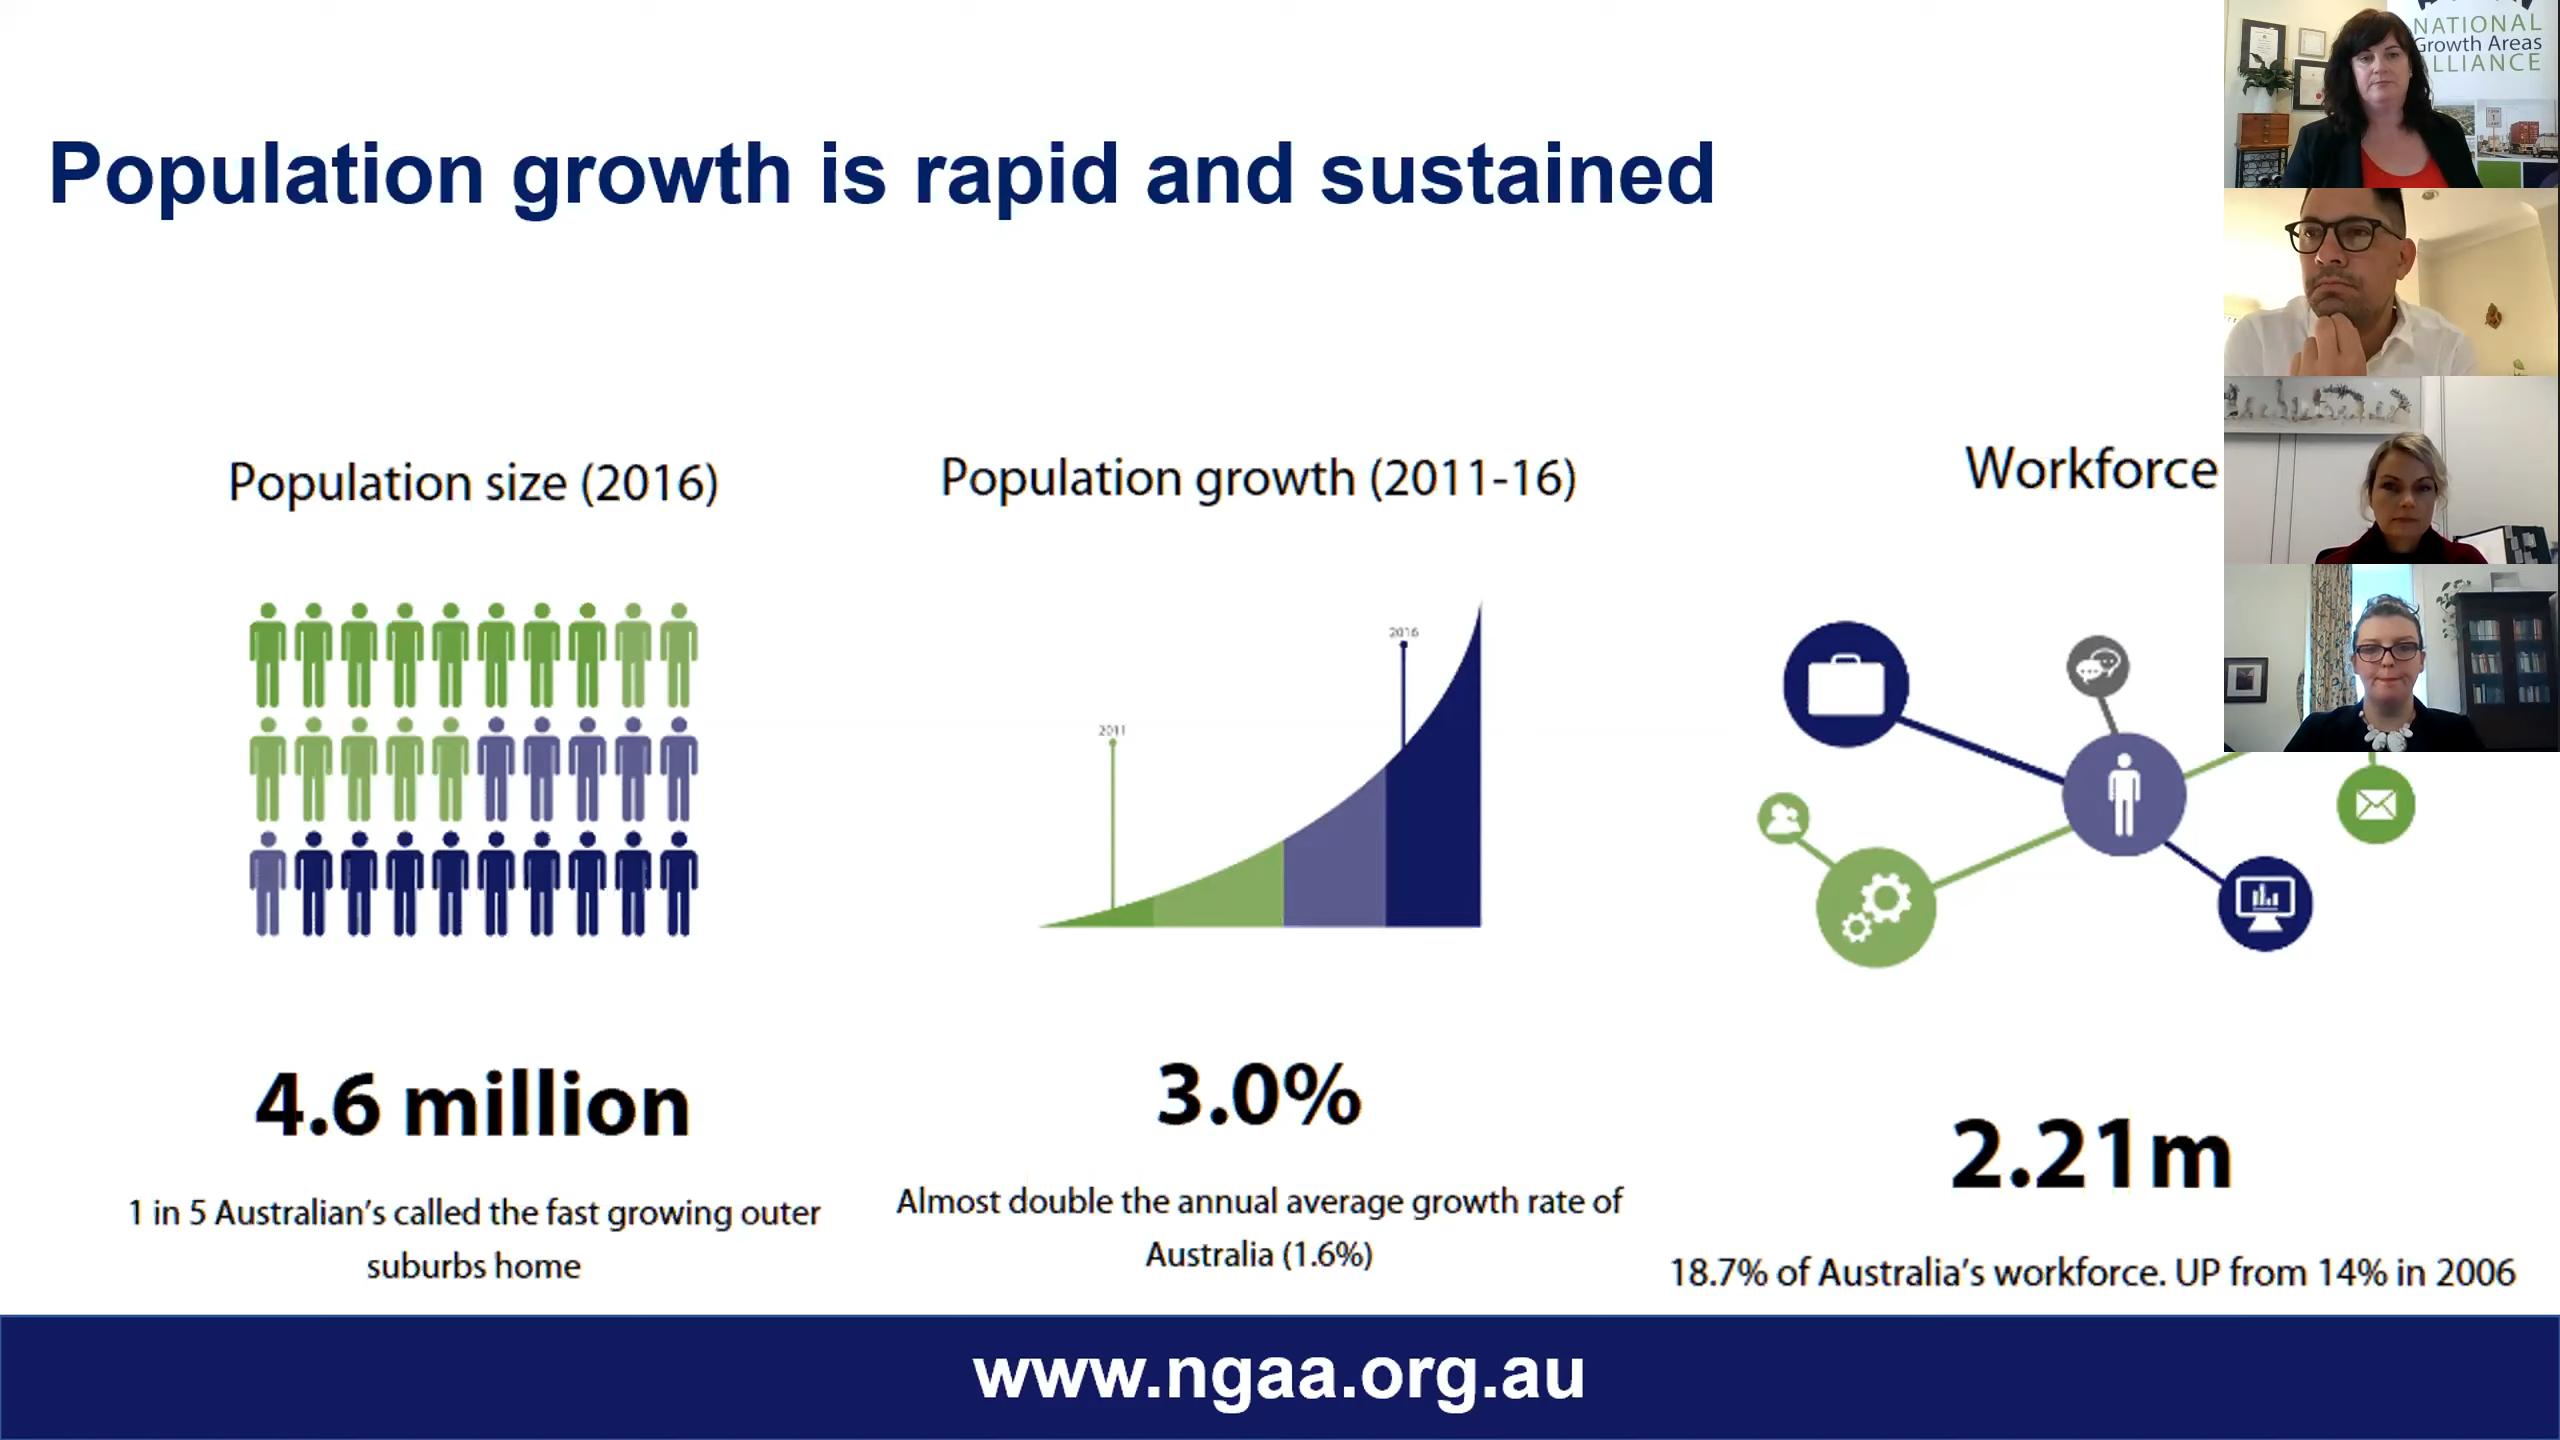 Population growth is rapid and sustained
NATIONAL
Growth Areas
ALLIANCE
Population size (2016)
Population growth (2011-16)
Workforce
2011
2016
4.6 million
1 in 5 Australian's called the fast growing outer
suburbs home
3.0%
Almost double the annual average growth rate of
Australia (1.6%)
2.21m
18.7% of Australia's workforce. UP from 14% in 2006
www.ngaa.org.au